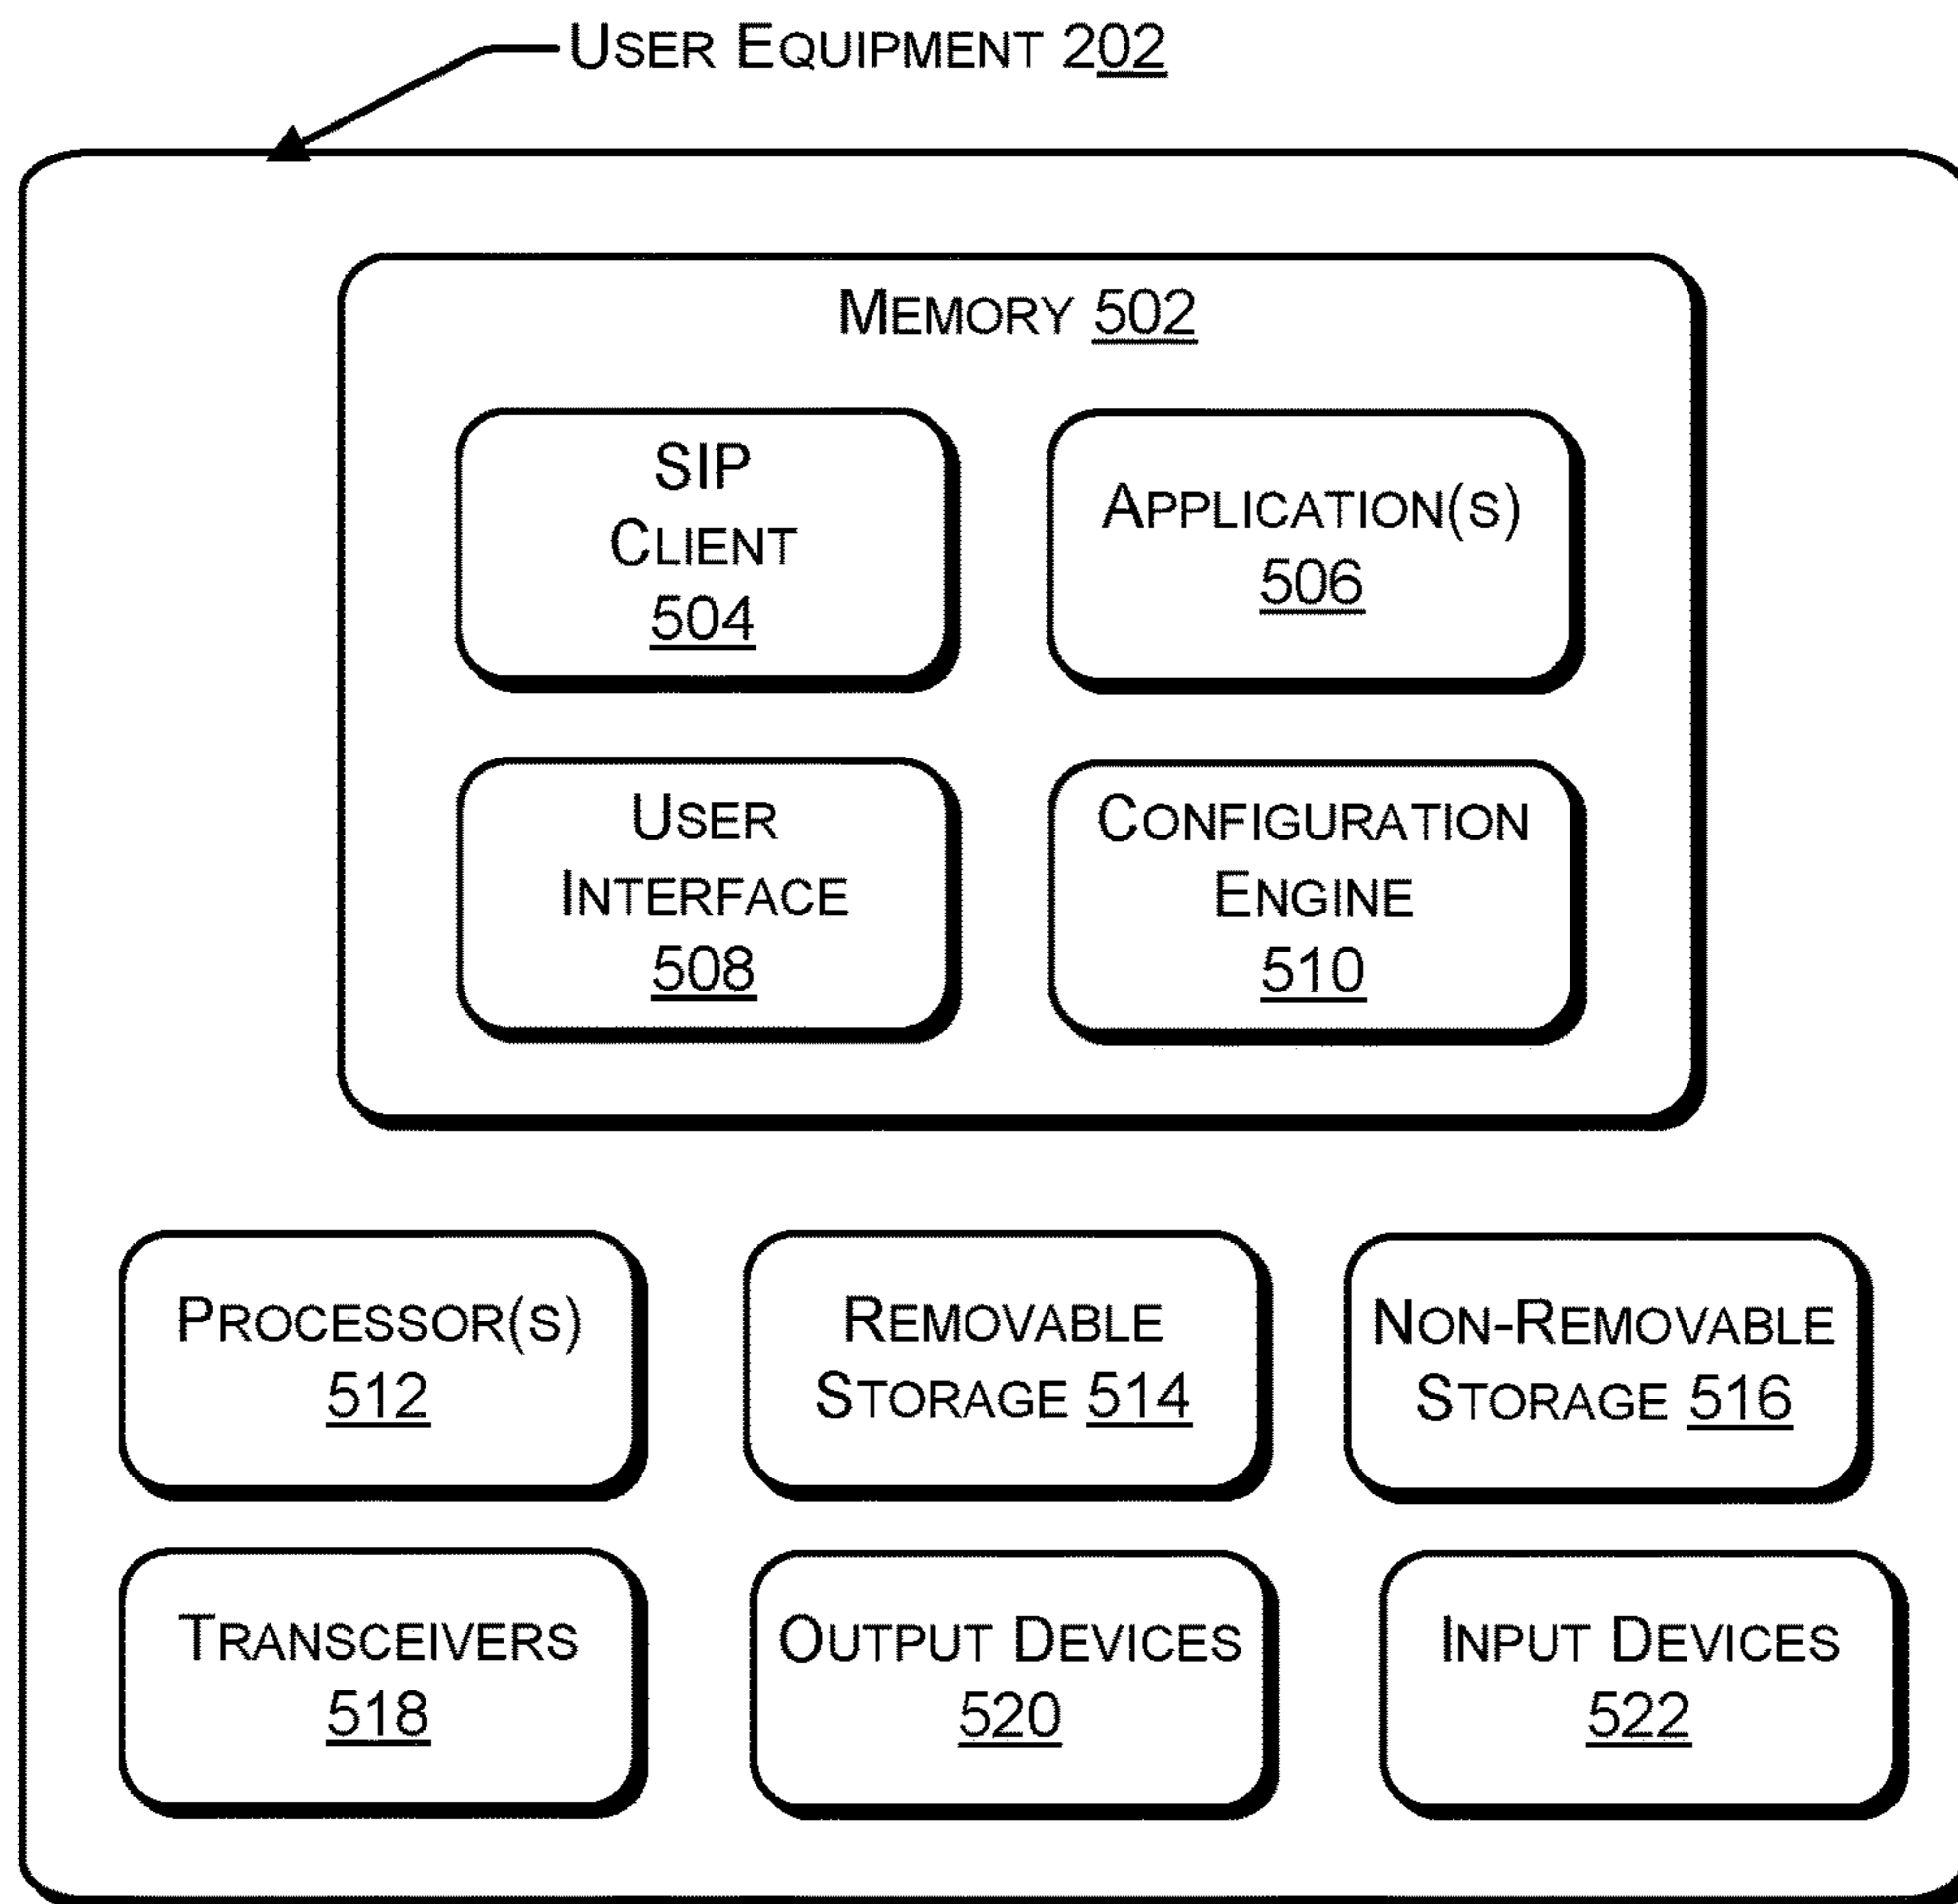 USER EQUIPMENT 202
MEMORY 502
SIP
CLIENT
504
APPLICATION(S)
506
USER
INTERFACE
508
CONFIGURATION
ENGINE
510
PROCESSOR(S)
512
REMOVABLE
STORAGE 514
NON-REMOVABLE
STORAGE 516
TRANSCEIVERS
518
OUTPUT DEVICES
520
INPUT DEVICES
522